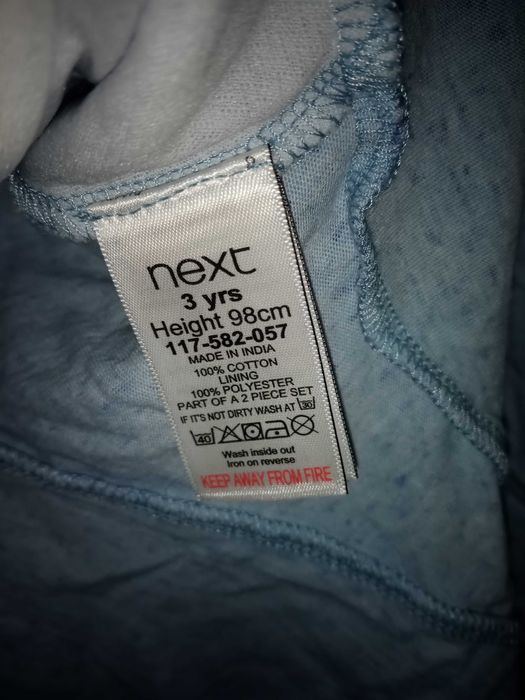 next
3 yrs
Height 98cm
117-582-057
MADE IN INDIA
100% COTTON
LINING
100% POLYESTER
PART OF A 2 PIECE SET
IF IT'S NOT DIRTY WASH AT 30
40
Wash inside out
Iron on reverse
KEEP AWAY FROM FIRE